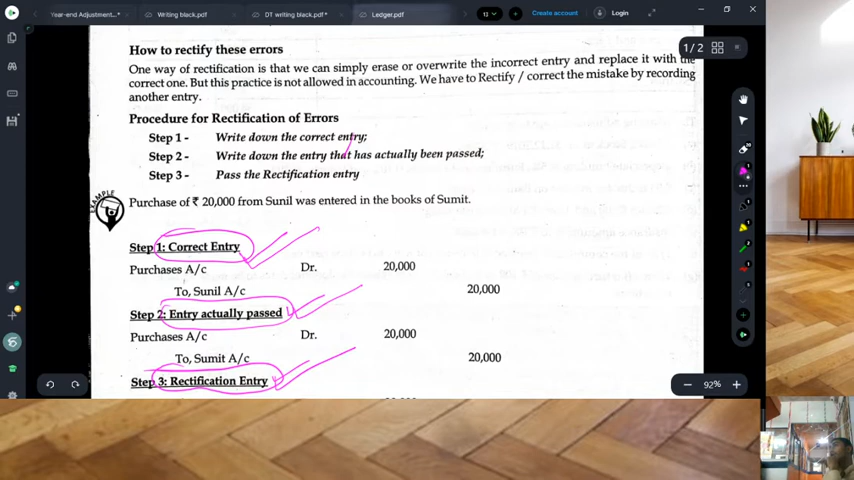 Year-end Adjustment.*
Writing black.pdf
DT writing black.pdf*
Ledger.pdf
13
Create account
Login
1/2
How to rectify these errors
One way of rectification is that we can simply erase or overwrite the incorrect entry and replace it with the
correct one. But this practice is not allowed in accounting. We have to Rectify / correct the mistake by recording
another entry.
Procedure for Rectification of Errors
Step 1 - Write down the correct entry;
Step 2 - Write down the entry that has actually been passed;
Step 3 - Pass the Rectification entry
EXAMPLE
Purchase of ₹ 20,000 from Sunil was entered in the books of Sumit.
Step 1: Correct Entry
Purchases A/c Dr. 20,000
To, Sunil A/c 20,000
Step 2: Entry actually passed
Purchases A/c Dr. 20,000
To, Sumit A/c 20,000
Step 3: Rectification Entry
92%